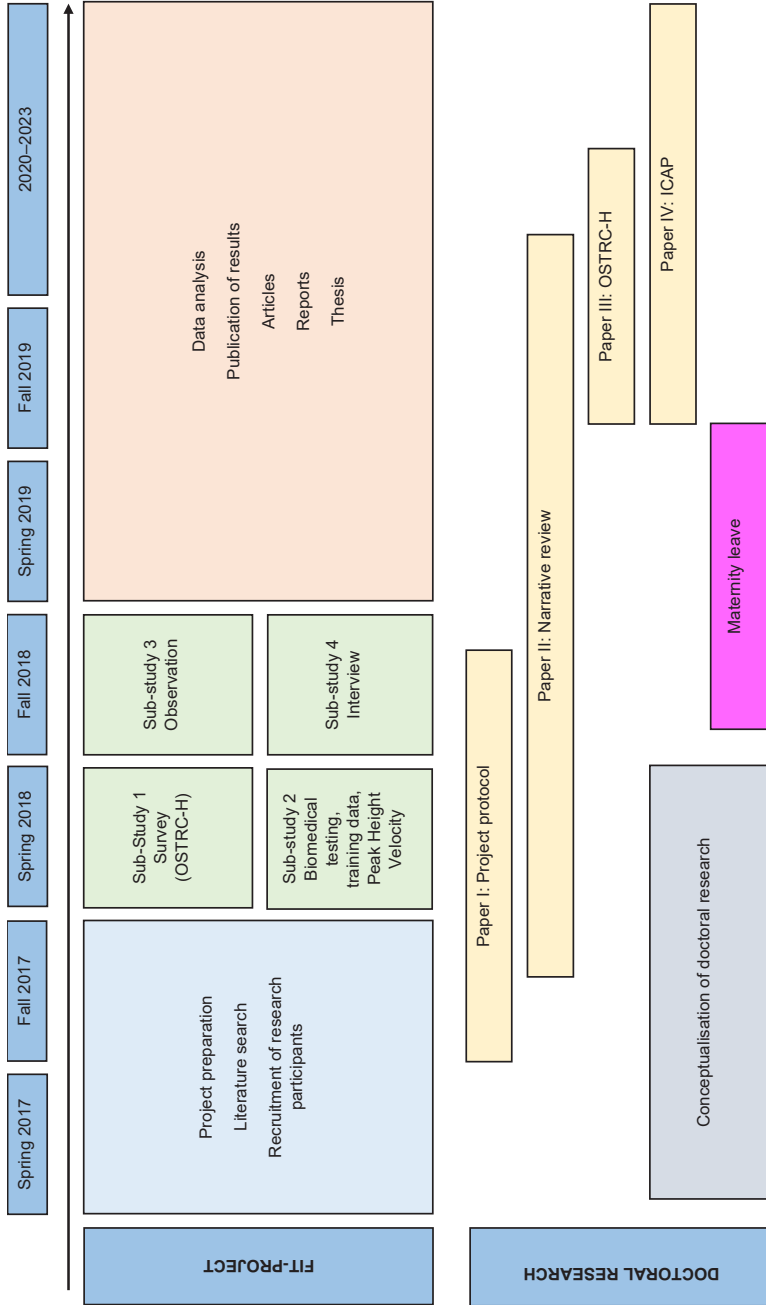 Spring 2017
Fall 2017
Spring 2018
Fall 2018
Spring 2019
Fall 2019
2020–2023
FIT-PROJECT
Project preparation
Literature search
Recruitment of research
participants
Sub-Study 1
Survey
(OSTRC-H)
Sub-study 2
Biomedical
testing,
training data,
Peak Height
Velocity
Sub-study 3
Observation
Sub-study 4
Interview
Data analysis
Publication of results
Articles
Reports
Thesis
DOCTORAL RESEARCH
Paper I: Project protocol
Paper II: Narrative review
Paper III: OSTRC-H
Paper IV: ICAP
Conceptualisation of doctoral research
Maternity leave